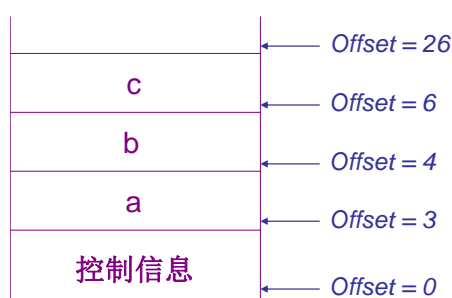 Offset = 26
c
Offset = 6
b
Offset = 4
a
Offset = 3
控制信息
Offset = 0